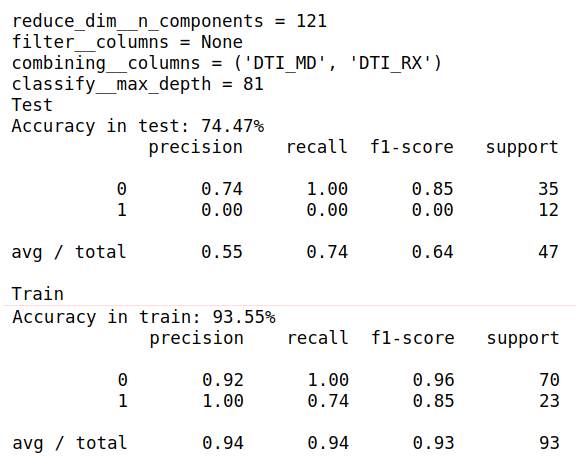 reduce_dim__n_components = 121
filter__columns = None
combining__columns = ('DTI_MD', 'DTI_RX')
classify__max_depth = 81
Test
Accuracy in test: 74.47%
precision recall f1-score support
0 0.74 1.00 0.85 35
1 0.00 0.00 0.00 12
avg / total 0.55 0.74 0.64 47
Train
Accuracy in train: 93.55%
precision recall f1-score support
0 0.92 1.00 0.96 70
1 1.00 0.74 0.85 23
avg / total 0.94 0.94 0.93 93